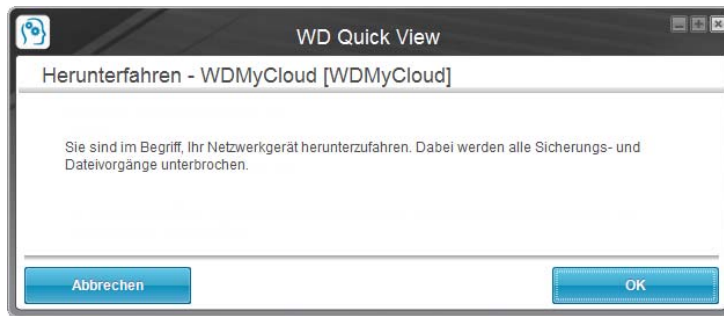 WD Quick View
Herunterfahren - WDMyCloud [WDMyCloud]
Sie sind im Begriff, Ihr Netzwerkgerät herunterzufahren. Dabei werden alle Sicherungs- und
Dateivorgänge unterbrochen.
Abbrechen
OK